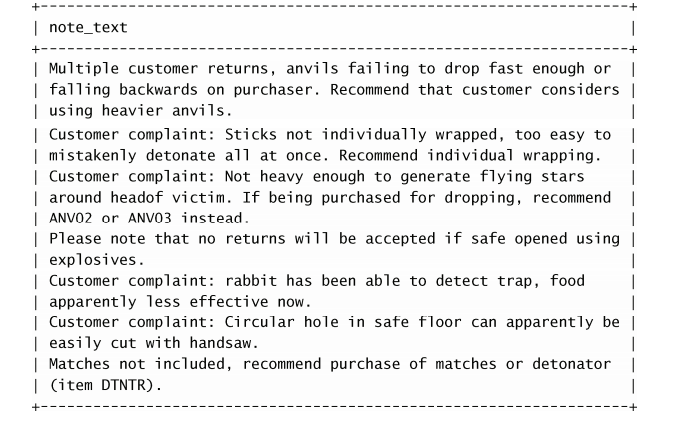 +----------------------------------------------------------------+
| note_text |
+----------------------------------------------------------------+
| Multiple customer returns, anvils failing to drop fast enough or |
| falling backwards on purchaser. Recommend that customer considers |
| using heavier anvils. |
| Customer complaint: Sticks not individually wrapped, too easy to |
| mistakenly detonate all at once. Recommend individual wrapping. |
| Customer complaint: Not heavy enough to generate flying stars |
| around headof victim. If being purchased for dropping, recommend |
| ANV02 or ANV03 instead. |
| Please note that no returns will be accepted if safe opened using |
| explosives. |
| Customer complaint: rabbit has been able to detect trap, food |
| apparently less effective now. |
| Customer complaint: Circular hole in safe floor can apparently be |
| easily cut with handsaw. |
| Matches not included, recommend purchase of matches or detonator |
| (item DTNTR). |
+----------------------------------------------------------------+